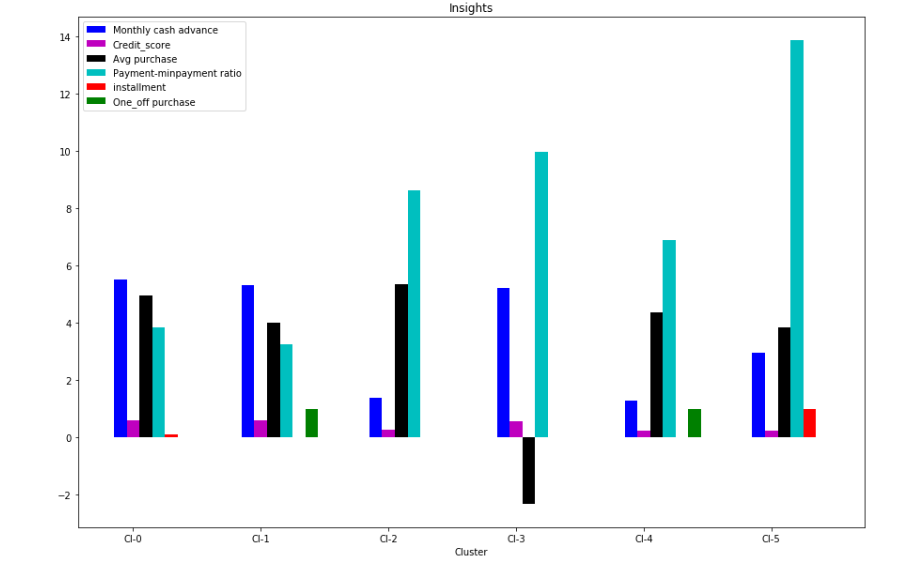 Insights
Monthly cash advance
Credit_score
Avg purchase
Payment-minpayment ratio
installment
One_off purchase
14
12
10
8
6
4
2
0
−2
Cl-0 Cl-1 Cl-2 Cl-3 Cl-4 Cl-5
Cluster